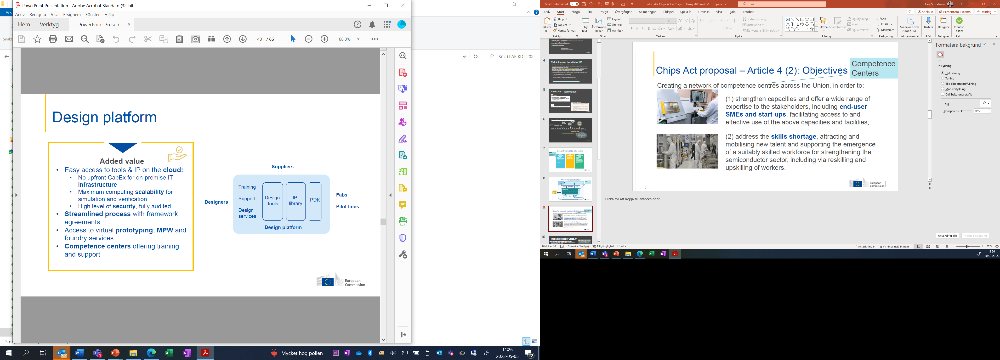 PowerPoint Presentation - Adobe Acrobat Standard (32-bit)
Arkiv Redigera Visa E-signera Fönster Hjälp
Hem Verktyg PowerPoint Present... ×
40 / 66 68,3%
Design platform
Added value
• Easy access to tools & IP on the cloud:
• No upfront CapEx for on-premise IT
infrastructure
• Maximum computing scalability for
simulation and verification
• High level of security, fully audited
• Streamlined process with framework
agreements
• Access to virtual prototyping, MPW and
foundry services
• Competence centers offering training
and support
Suppliers
Designers
Training
Support
Design
services
Design
tools
IP
library
PDK
Design platform
Fabs
Pilot lines
European
Commission
Sök i PAB KDT 202...
Mycket hög pollen
11:26
2023-05-05
22
Spara automatiskt
Infomöte Chips Act + Chips JU 9 maj 2023 rev2 • Sparad
Sök
Lars Gustafsson
Arkiv Start Infoga Rita Design Övergångar Animeringar Bildspel Spela in Granska Visa Hjälp Acrobat
Spela in Presentera i Teams Delning
Klistra
in
Klipp ut
Kopiera
Hämta format
Urklipp
Ny
bild
Återanvänd
bilder
Layout
Återställ
Avsnitt
Bilder
Tecken
Textorientering
Justera text
Konvertera till SmartArt
Stycke
Ordna
Snabbformat
Figurfyllning
Kontur
Figureffekter
Ritning
Sök
Ersätt
Markera
Redigering
Skapa och dela
Adobe PDF
Adobe Acrobat
Diktera
Röst
Designer
Designer
Vinnova
bilder
Pickit
4
Vad är Chips Act och Chips JU?
5
Chips Act
6
7
8
"From the lab to the fab"
9
Chips Act proposal – Article 4 (2): Objectives
10
Implementering av Chips JU
Chips Act proposal – Article 4 (2): Objectives
Competence
Centers
Creating a network of competence centres across the Union, in order to:
(1) strengthen capacities and offer a wide range of
expertise to the stakeholders, including end-user
SMEs and start-ups, facilitating access to and
effective use of the above capacities and facilities;
(2) address the skills shortage, attracting and
mobilising new talent and supporting the emergence
of a suitably skilled workforce for strengthening the
semiconductor sector, including via reskilling and
upskilling of workers.
25
European
Commission
Klicka för att lägga till anteckningar
Formatera bakgrund
Fyllning
Hel fyllning
Toning
Bild eller strukturfyllning
Mönsterfyllning
Dölj bakgrundsgrafik
Färg
Transparens 0 %
Använd för alla Återställ bakgrund
Bild 9 av 16 Svenska (Sverige) Tillgänglighet: Utforska
Anteckningar Visningsinställningar 87 %
11:26
2023-05-05